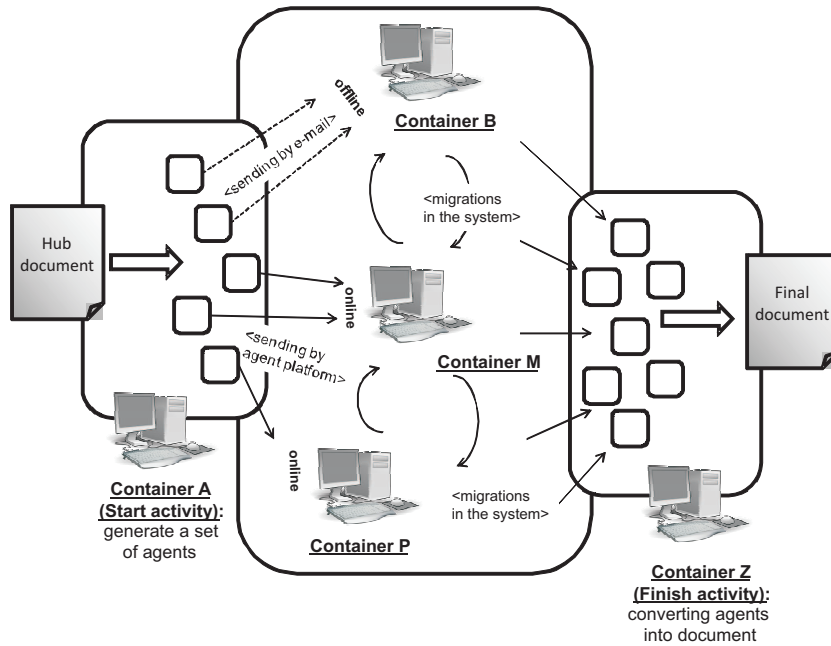 offline
<sending by e-mail>
Container B
<migrations
in the system>
Hub
document
online
Final
document
<sending by
agent platform>
Container M
online
Container A
(Start activity):
generate a set
of agents
Container P
<migrations
in the system>
Container Z
(Finish activity):
converting agents
into document